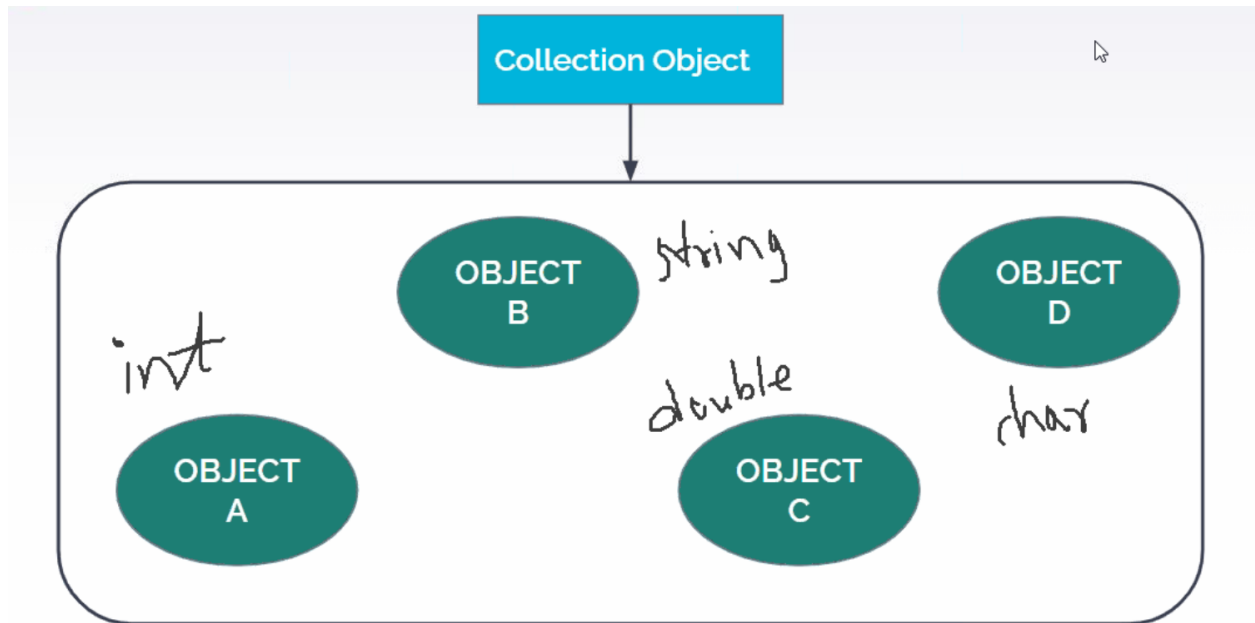 Collection Object
string
OBJECT
B
OBJECT
D
int
double
char
OBJECT
A
OBJECT
C